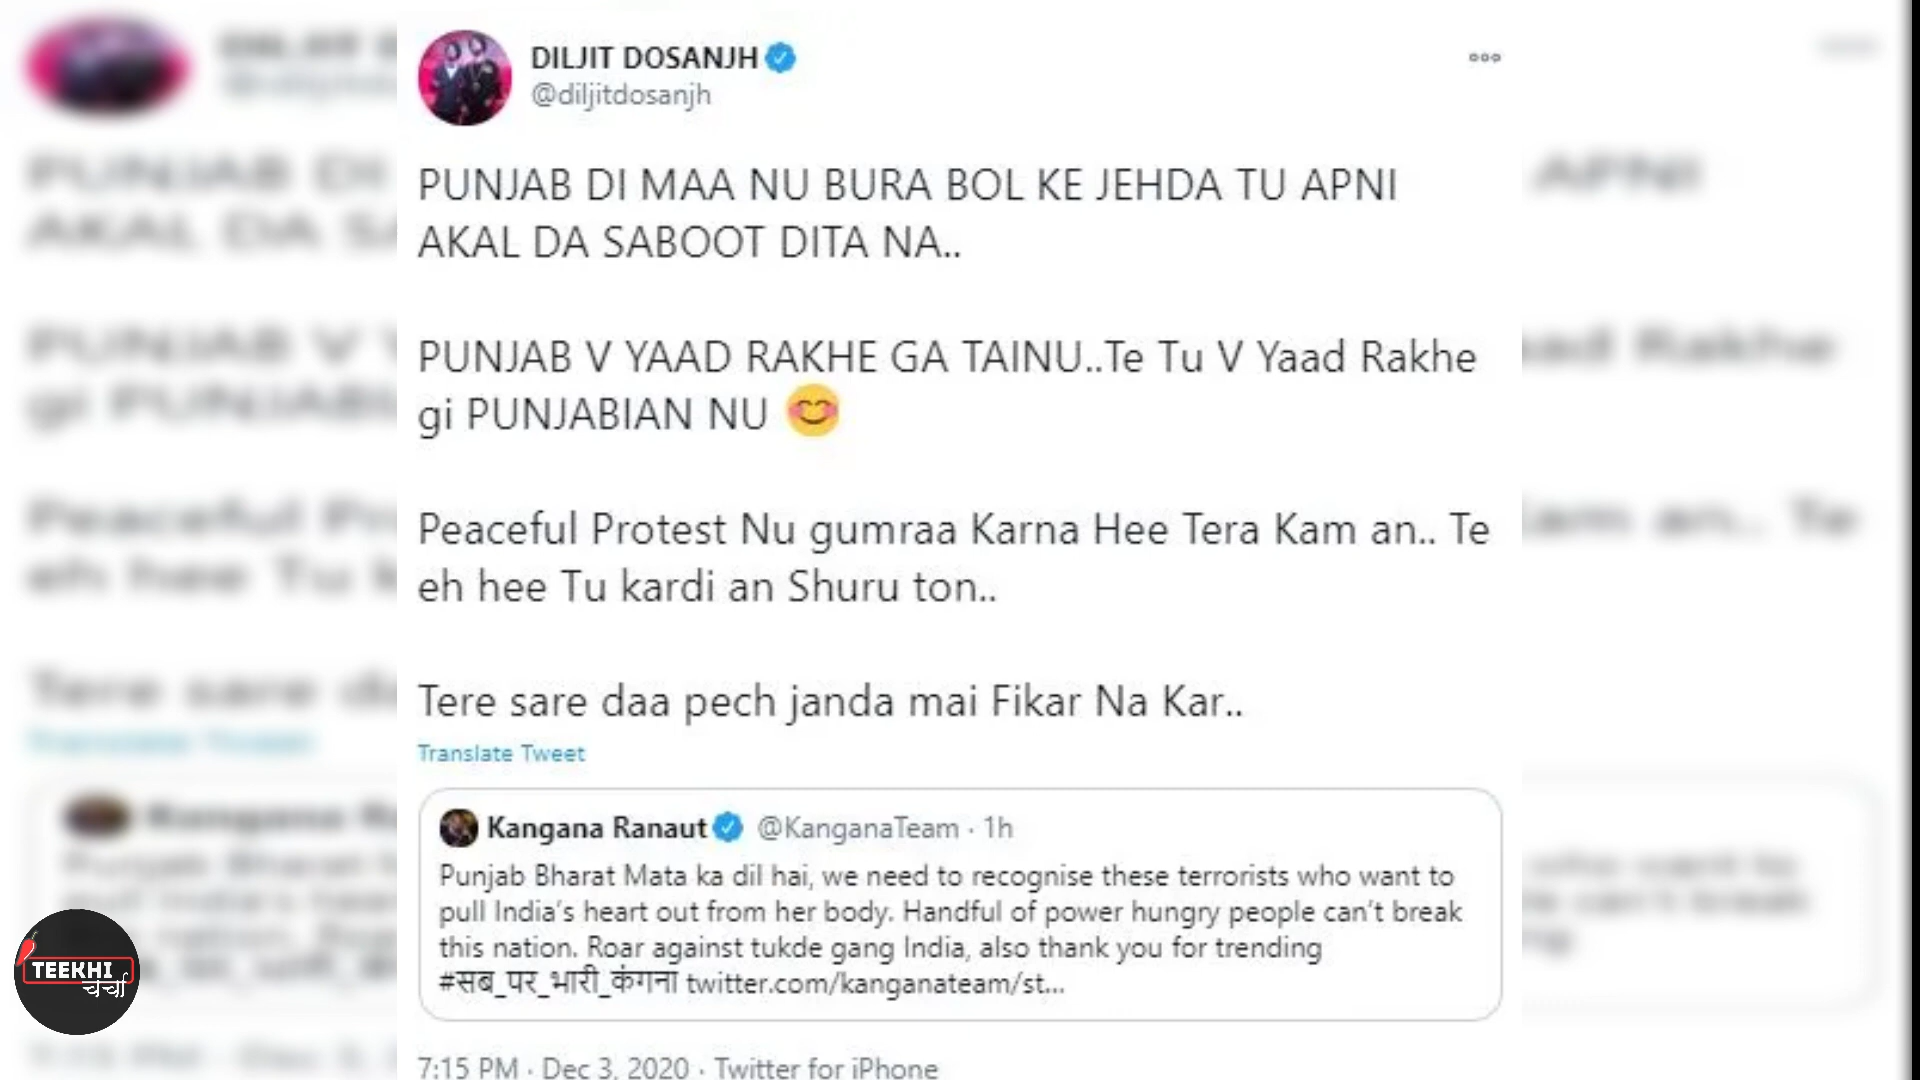 DILJIT DOSANJH
@diljitdosanjh
PUNJAB DI MAA NU BURA BOL KE JEHDA TU APNI
AKAL DA SABOOT DITA NA..
PUNJAB V YAAD RAKHE GA TAINU..Te Tu V Yaad Rakhe
gi PUNJABIAN NU 😊
Peaceful Protest Nu gumraa Karna Hee Tera Kam an.. Te
eh hee Tu kardi an Shuru ton..
Tere sare daa pech janda mai Fikar Na Kar..
Translate Tweet
Kangana Ranaut @KanganaTeam · 1h
Punjab Bharat Mata ka dil hai, we need to recognise these terrorists who want to
pull India’s heart out from her body. Handful of power hungry people can’t break
this nation. Roar against tukde gang India, also thank you for trending
#सब_पर_भारी_कंगना twitter.com/kanganateam/st...
7:15 PM · Dec 3, 2020 · Twitter for iPhone
TEEKHI
चर्चा